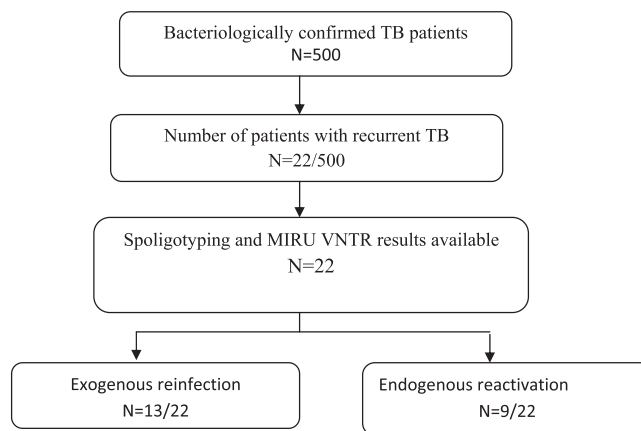 Bacteriologically confirmed TB patients
N=500
Number of patients with recurrent TB
N=22/500
Spoligotyping and MIRU VNTR results available
N=22
Exogenous reinfection
N=13/22
Endogenous reactivation
N=9/22